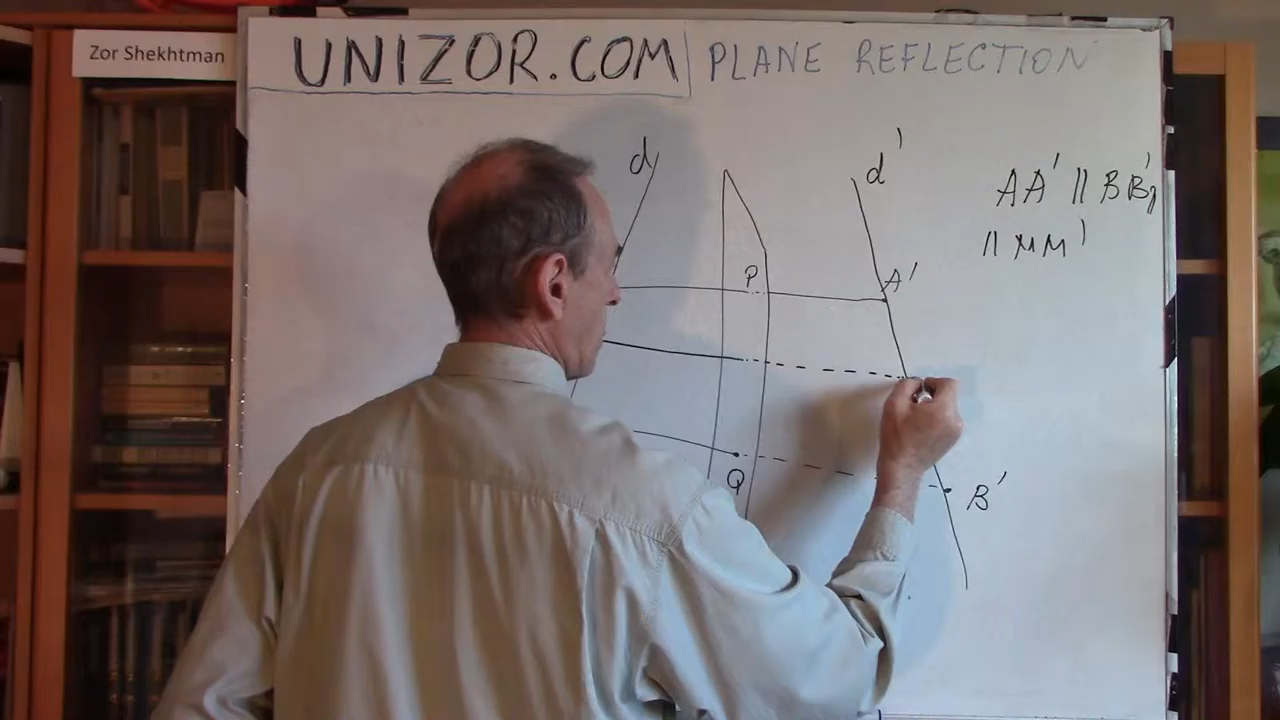 Zor Shekhtman
UNIZOR.COM
PLANE REFLECTION
d
d'
AA' || BB' ||
|| MM'
P
A'
Q
B'